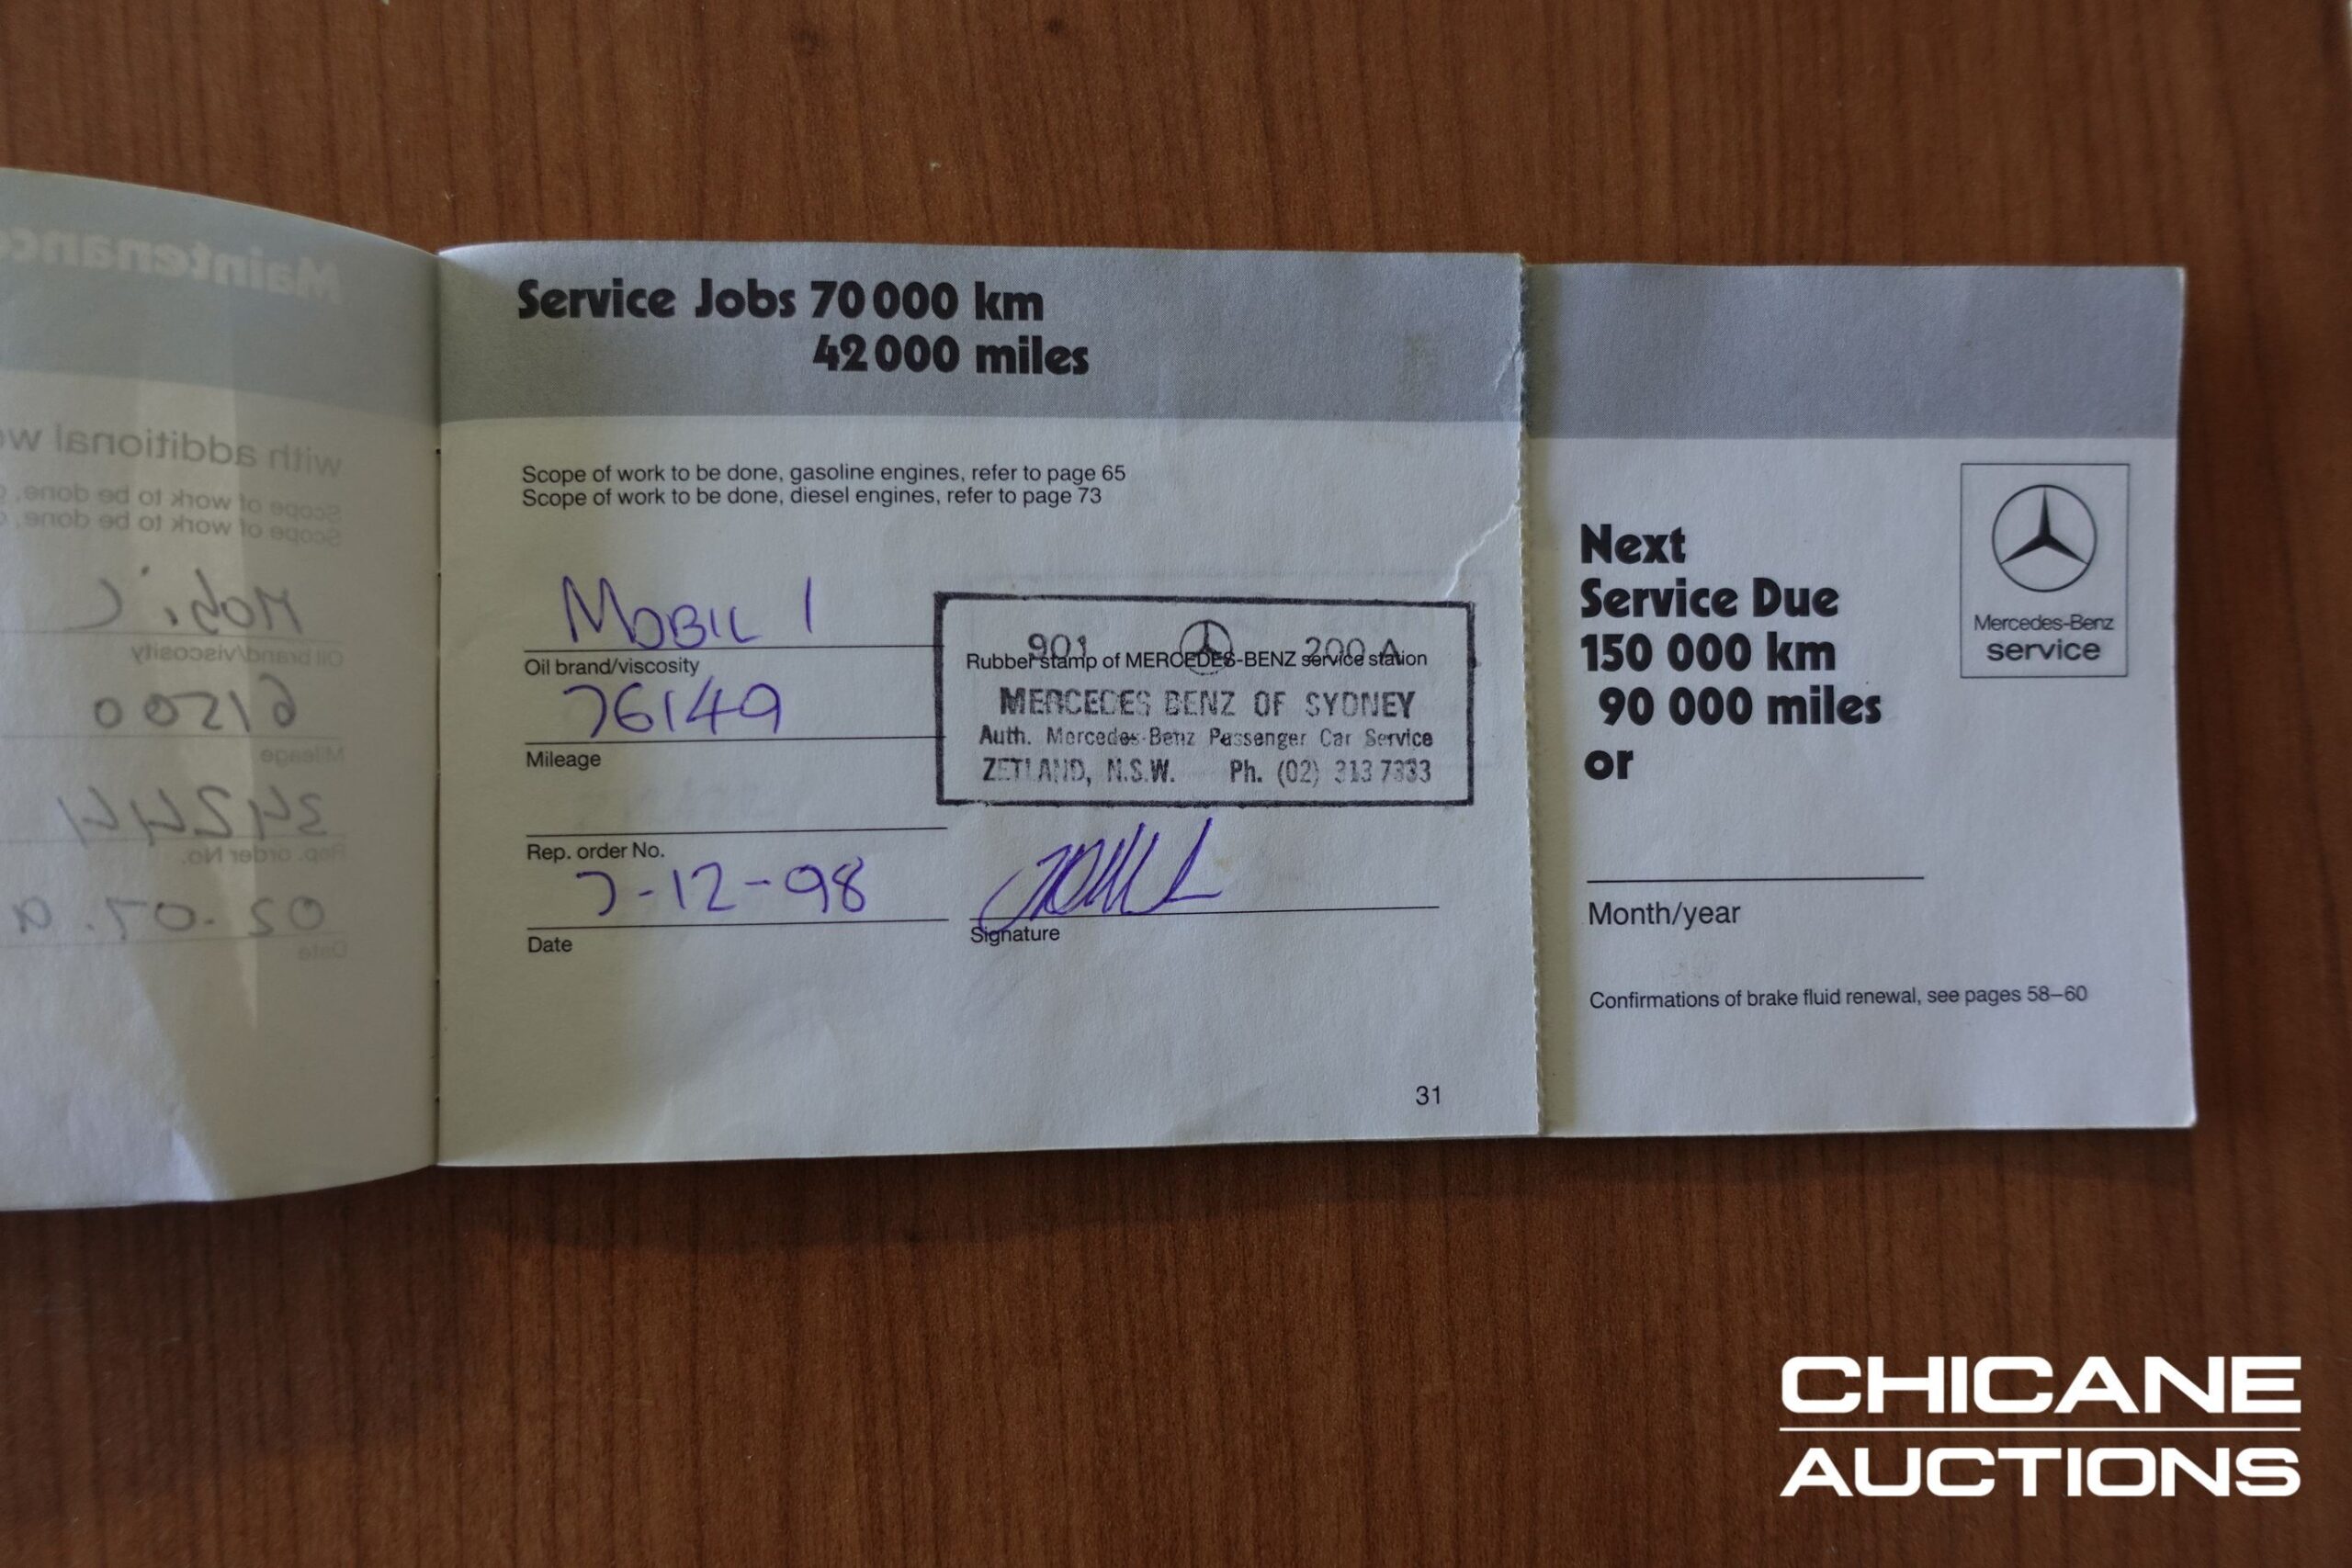 Service Jobs 70 000 km
42 000 miles
Scope of work to be done, gasoline engines, refer to page 65
Scope of work to be done, diesel engines, refer to page 73
MOBIL 1
Oil brand/viscosity
76149
Mileage
Rep. order No.
7-12-98
Date
901 200 A
Rubber stamp of MERCEDES-BENZ service station
MERCEDES BENZ OF SYDNEY
Auth. Mercedes-Benz Passenger Car Service
ZETLAND, N.S.W. Ph. (02) 313 7333
Signature
31
Next
Service Due
150 000 km
90 000 miles
or
Month/year
Confirmations of brake fluid renewal, see pages 58–60
Mercedes-Benz
service
Maintenanc
with additional wo
Scope of work to be done,
Scope of work to be done,
Mobil
Oil brand/viscosity
61200
Mileage
Rep. order No.
02-07.
Date
CHICANE
AUCTIONS